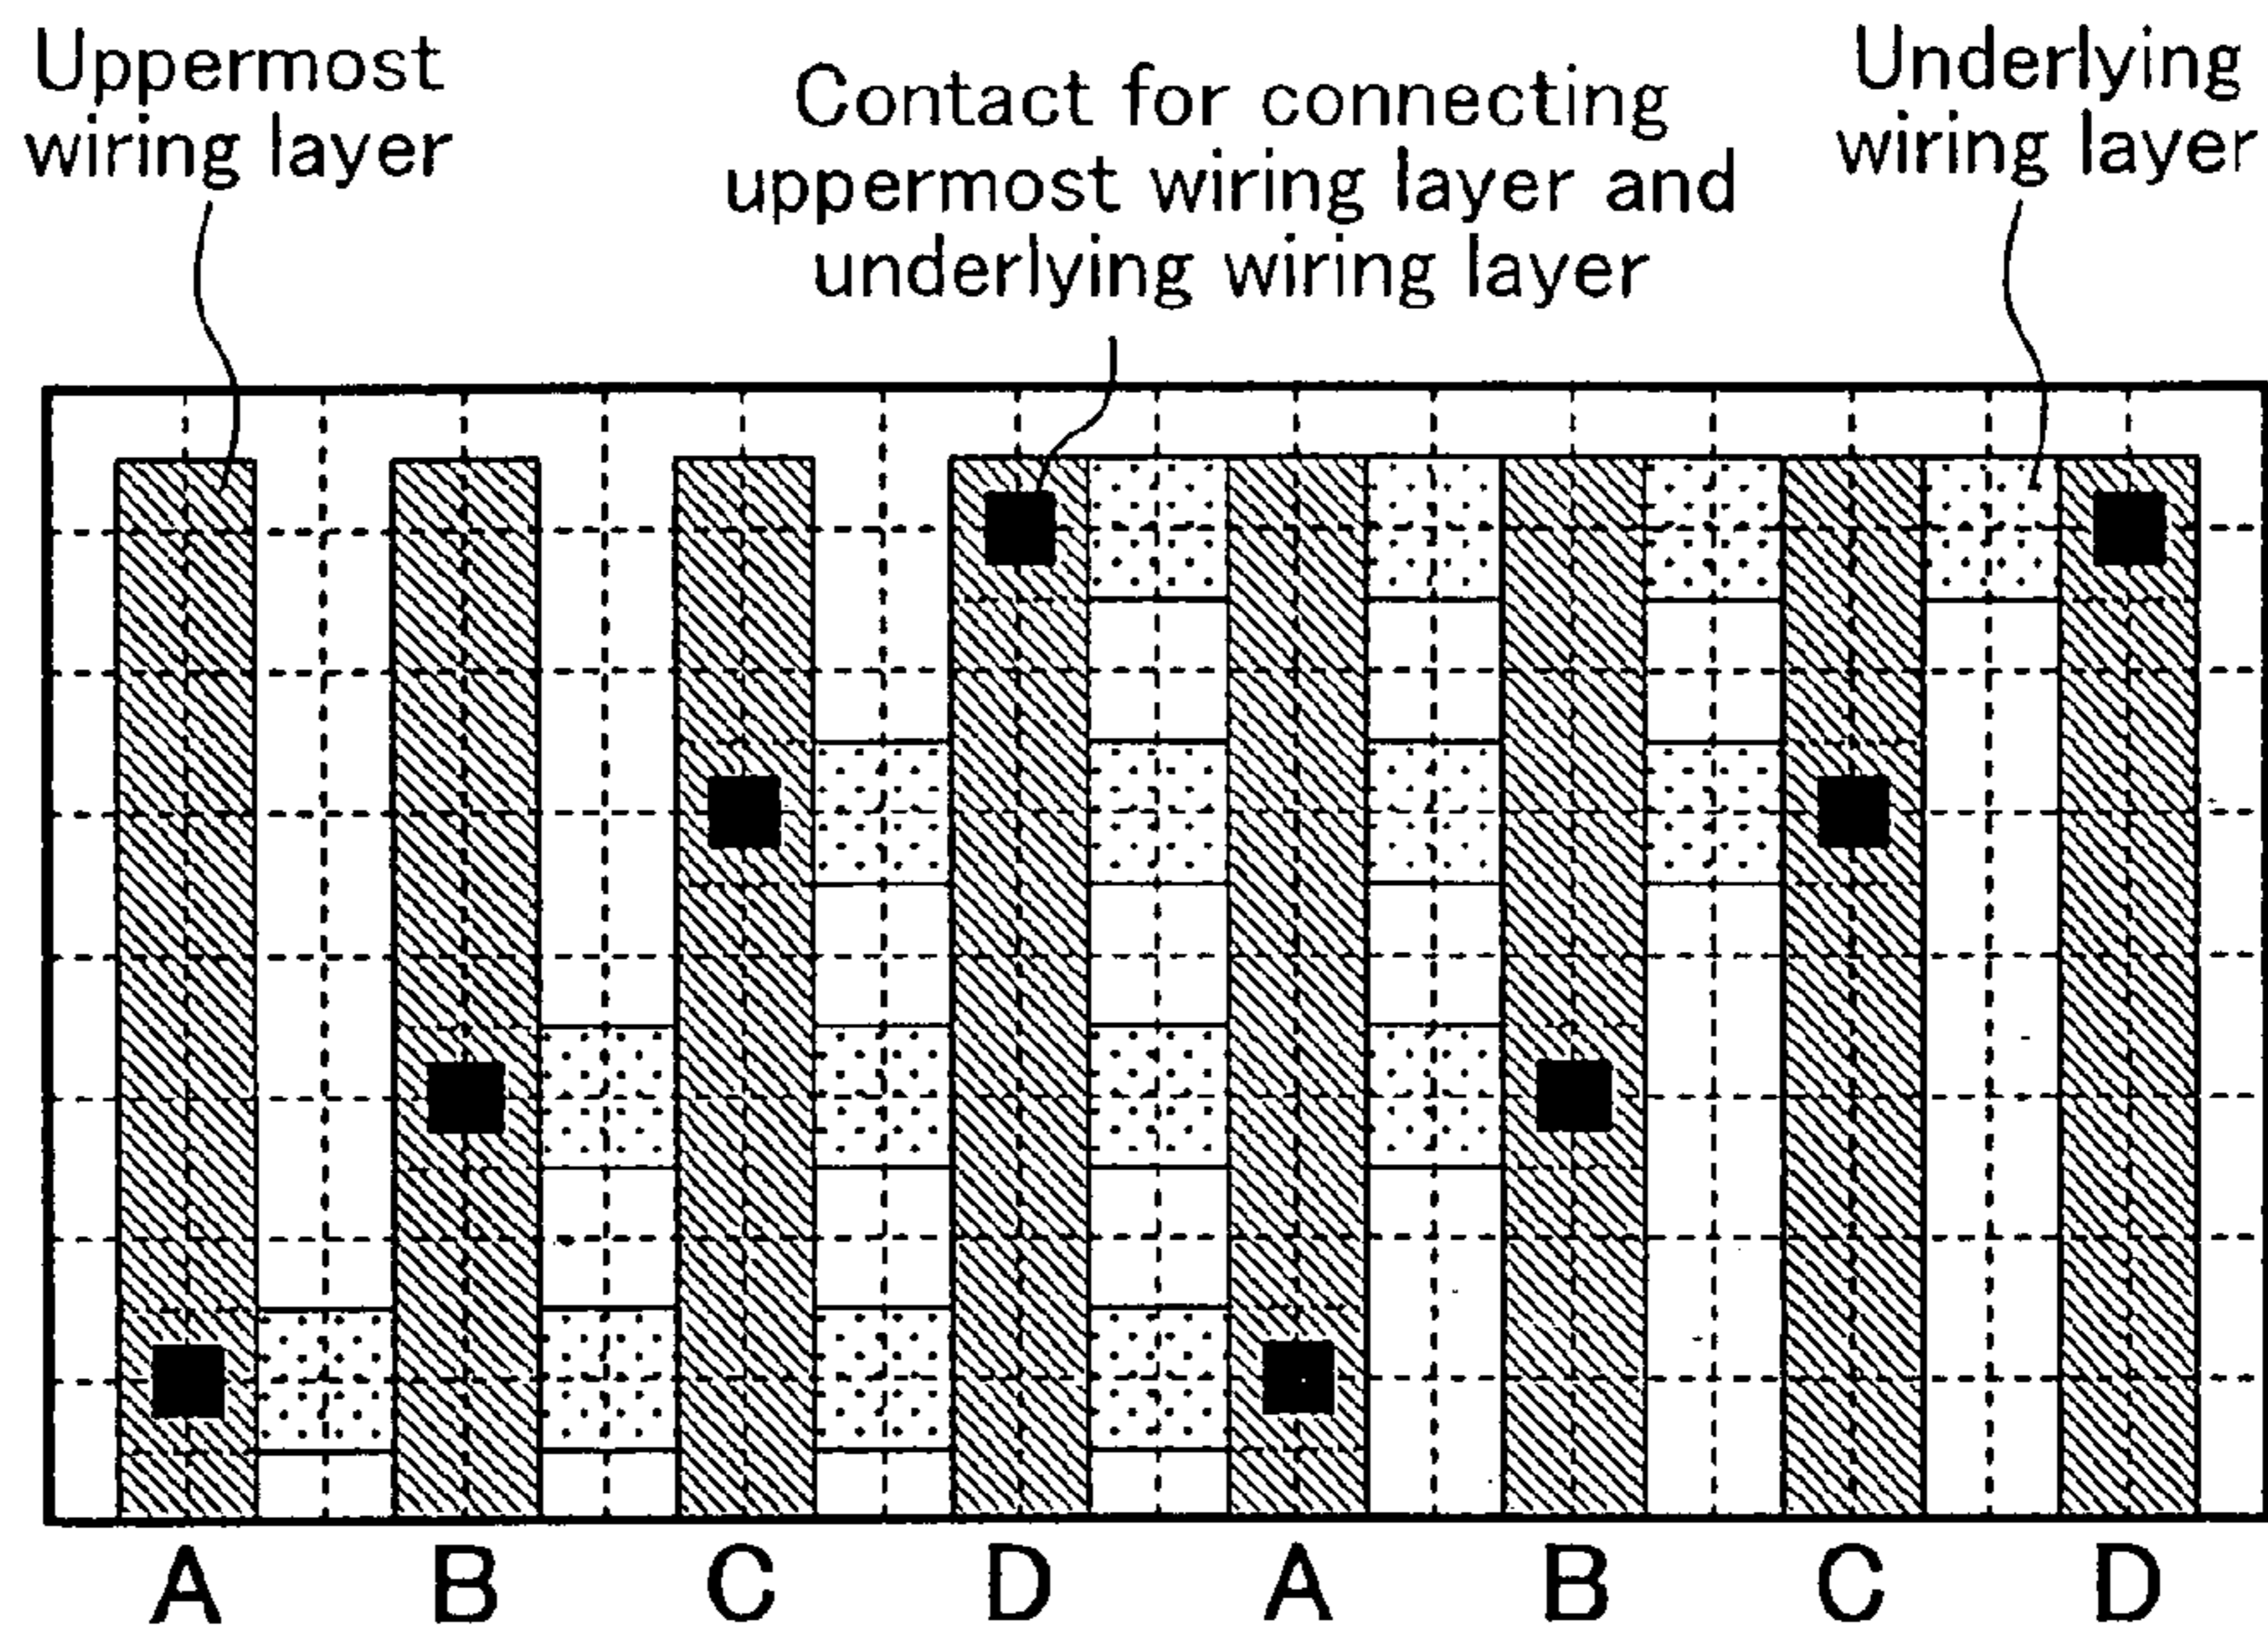 Uppermost
wiring layer
Contact for connecting
uppermost wiring layer and
underlying wiring layer
Underlying
wiring layer
A B C D A B C D